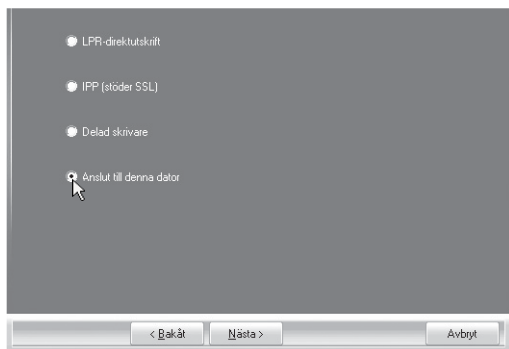 LPR-direktutskrift
IPP (stöder SSL)
Delad skrivare
Anslut till denna dator
< Bakåt Nästa > Avbryt